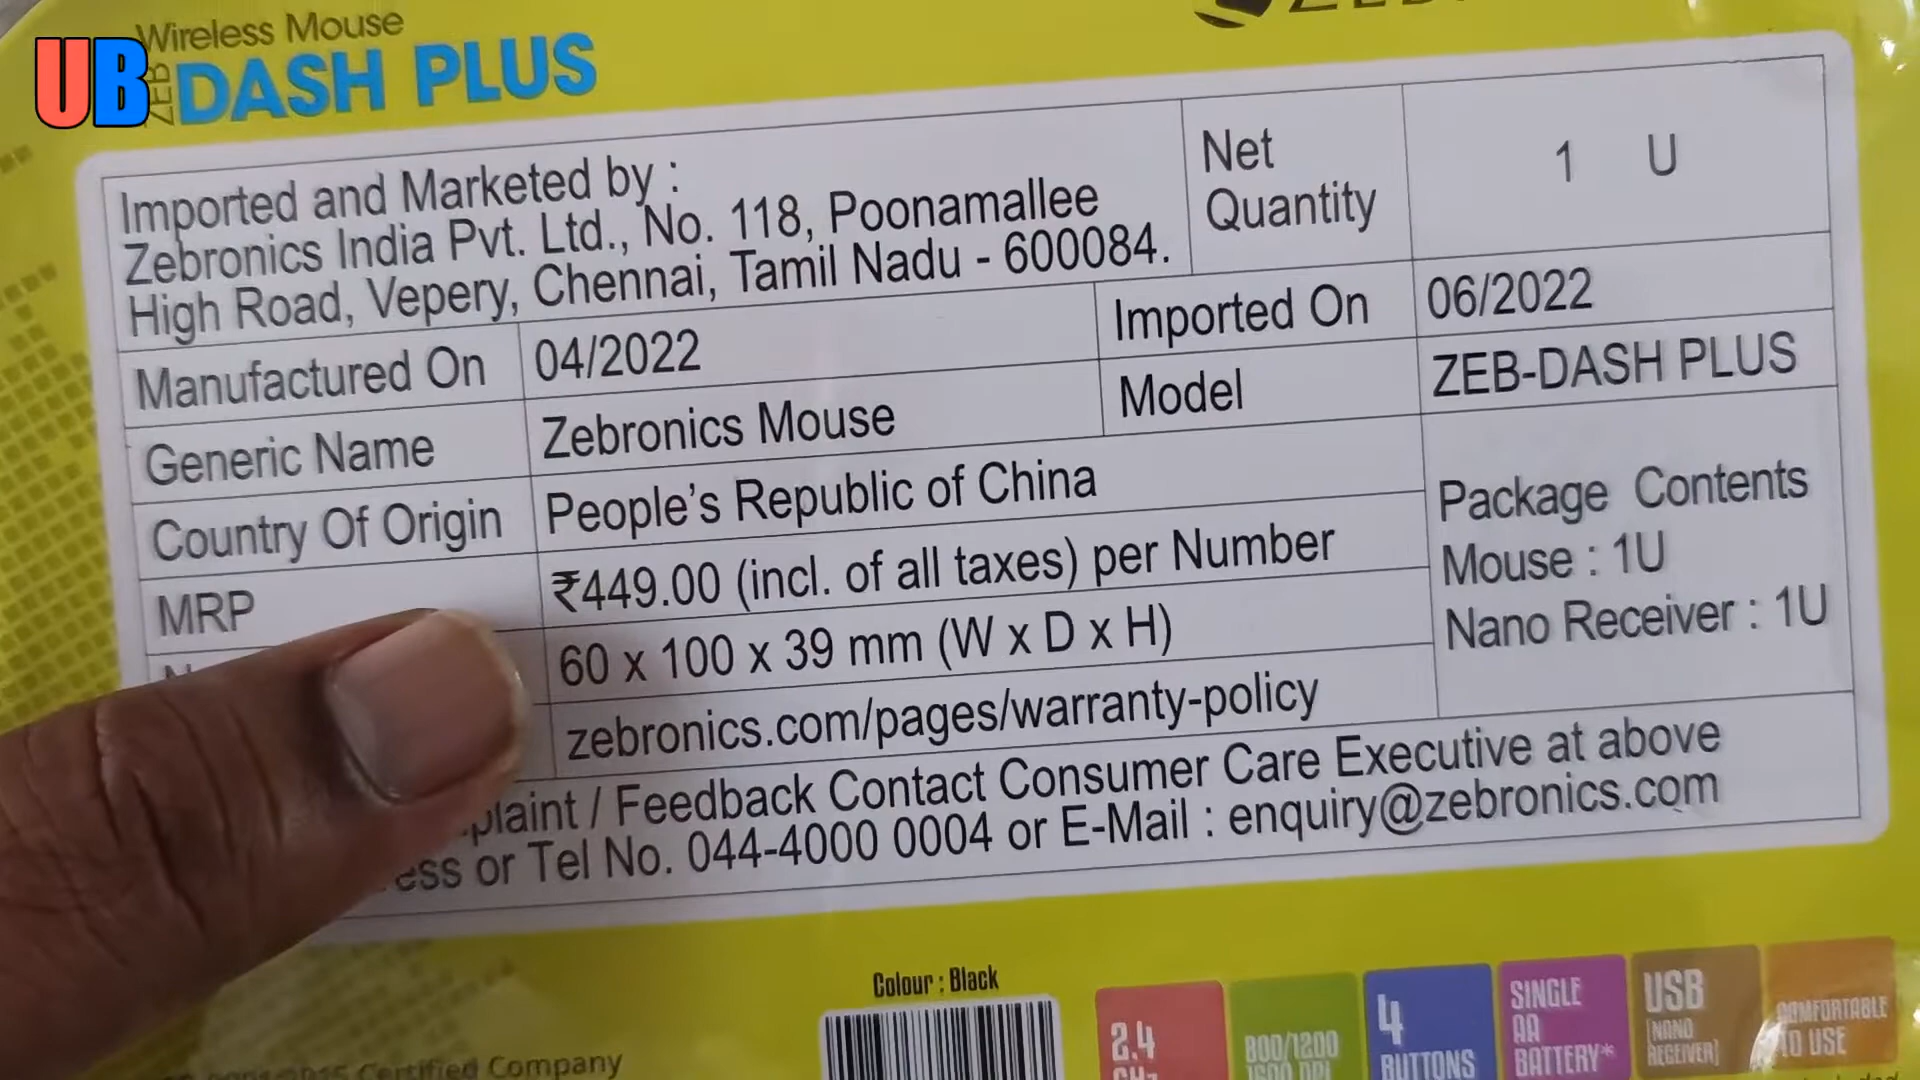 UB
Wireless Mouse
ZEB
DASH PLUS
Imported and Marketed by :
Zebronics India Pvt. Ltd., No. 118, Poonamallee
High Road, Vepery, Chennai, Tamil Nadu - 600084.
Net
Quantity
1 U
Manufactured On 04/2022
Imported On 06/2022
Generic Name Zebronics Mouse
Model ZEB-DASH PLUS
Country Of Origin People's Republic of China
MRP ₹449.00 (incl. of all taxes) per Number
60 x 100 x 39 mm (W x D x H)
zebronics.com/pages/warranty-policy
Package Contents
Mouse : 1U
Nano Receiver : 1U
/ Feedback Contact Consumer Care Executive at above
or Tel No. 044-4000 0004 or E-Mail : enquiry@zebronics.com
Colour : Black
Certified Company
2.4
GHz
800/1200
1600 DPI
4
BUTTONS
SINGLE
AA
BATTERY*
USB
[NANO
RECEIVER]
COMFORTABLE
TO USE